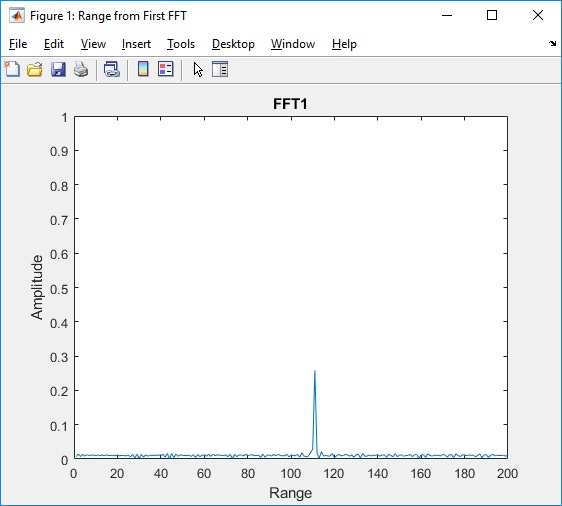 Figure 1: Range from First FFT
File Edit View Insert Tools Desktop Window Help
FFT1
1
0.9
0.8
0.7
0.6
0.5
0.4
0.3
0.2
0.1
0
Amplitude
0 20 40 60 80 100 120 140 160 180 200
Range